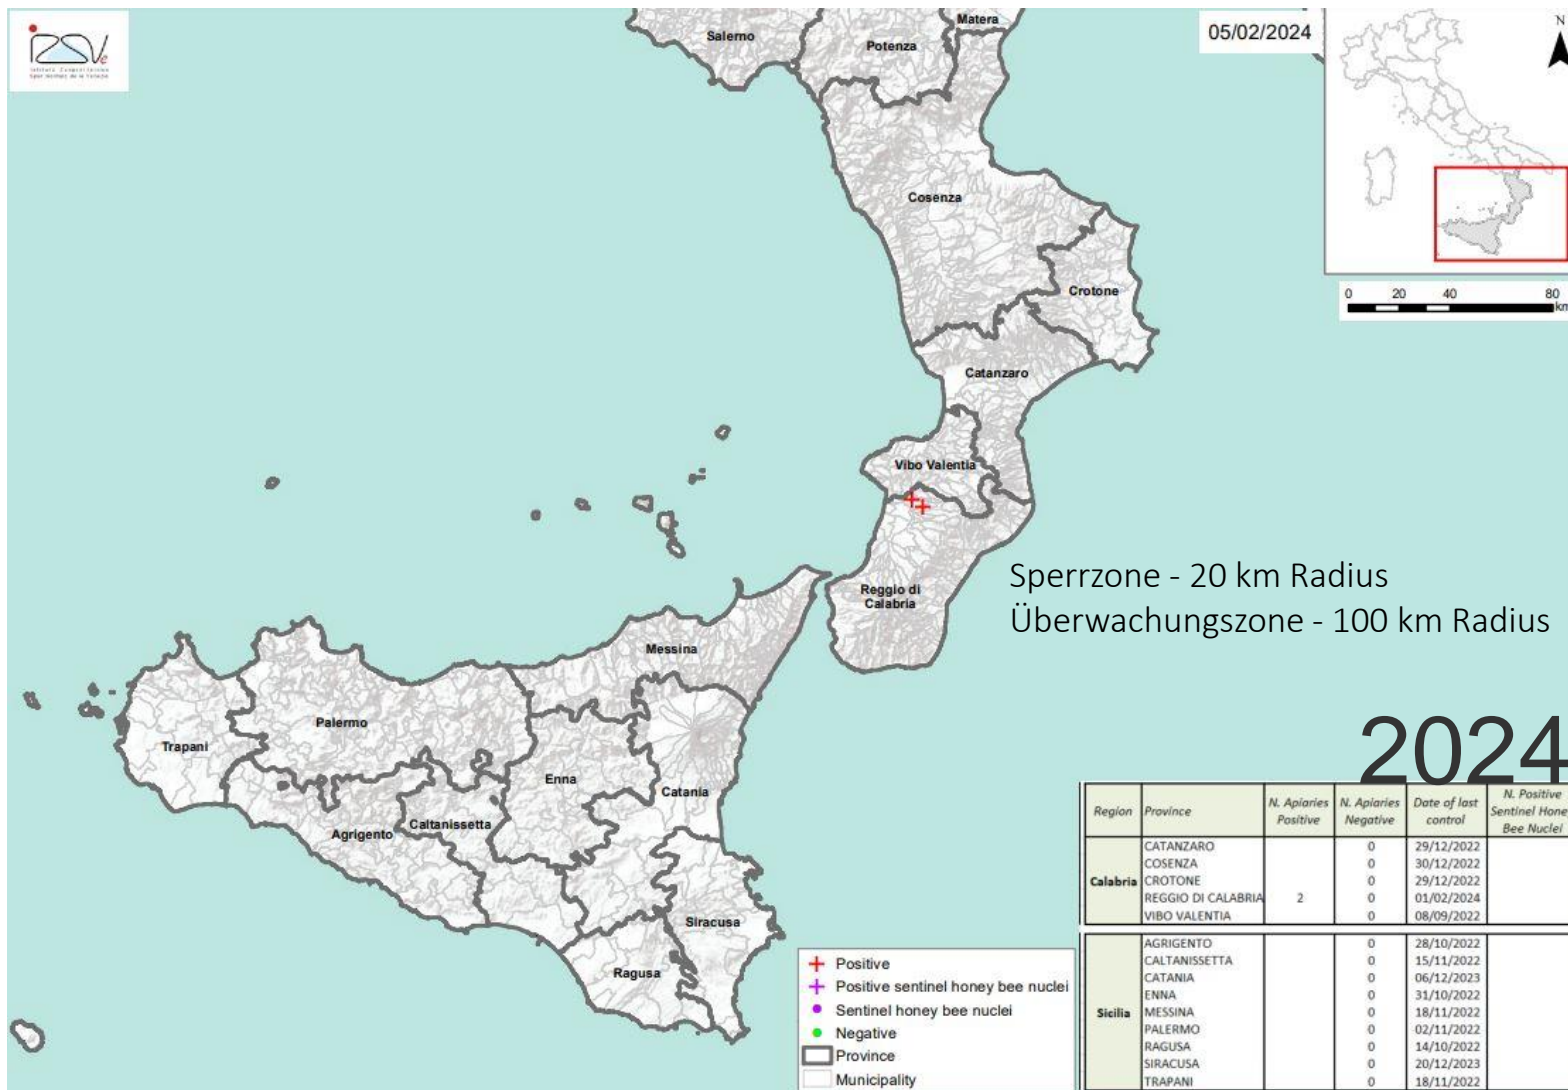 Matera
Salerno
Potenza
05/02/2024
N
Cosenza
Crotone
0 20 40 80
km
Catanzaro
Vibo Valentia
Sperrzone - 20 km Radius
Überwachungszone - 100 km Radius
Reggio di
Calabria
Messina
Palermo
Trapani
Enna
Catania
Caltanissetta
Agrigento
Siracusa
Ragusa
2024
Region Province N. Apiaries Positive N. Apiaries Negative Date of last control N. Positive Sentinel Hone Bee Nuclei
Calabria
CATANZARO 0 29/12/2022
COSENZA 0 30/12/2022
CROTONE 0 29/12/2022
REGGIO DI CALABRIA 2 0 01/02/2024
VIBO VALENTIA 0 08/09/2022
Sicilia
AGRIGENTO 0 28/10/2022
CALTANISSETTA 0 15/11/2022
CATANIA 0 06/12/2023
ENNA 0 31/10/2022
MESSINA 0 18/11/2022
PALERMO 0 02/11/2022
RAGUSA 0 14/10/2022
SIRACUSA 0 20/12/2023
TRAPANI 0 18/11/2022
Positive
Positive sentinel honey bee nuclei
Sentinel honey bee nuclei
Negative
Province
Municipality